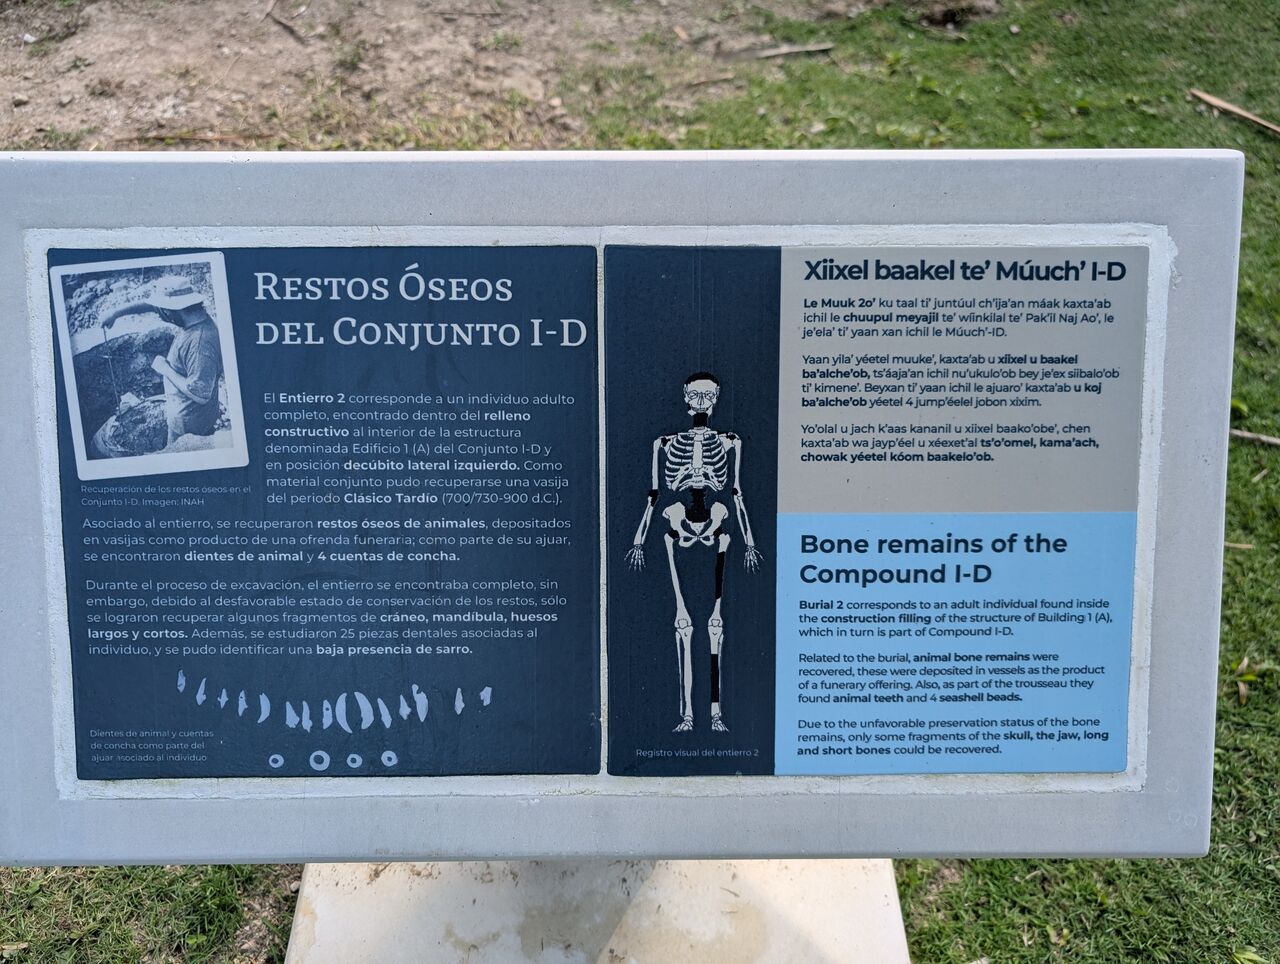 RESTOS ÓSEOS
DEL CONJUNTO I-D
El Entierro 2 corresponde a un individuo adulto
completo, encontrado dentro del relleno
constructivo al interior de la estructura
denominada Edificio 1 (A) del Conjunto I-D y
en posición decúbito lateral izquierdo. Como
material conjunto pudo recuperarse una vasija
del periodo Clásico Tardío (700/730-900 d.C.).
Recuperación de los restos óseos en el
Conjunto I-D. Imagen: INAH
Asociado al entierro, se recuperaron restos óseos de animales, depositados
en vasijas como producto de una ofrenda funeraria; como parte de su ajuar,
se encontraron dientes de animal y 4 cuentas de concha.
Durante el proceso de excavación, el entierro se encontraba completo, sin
embargo, debido al desfavorable estado de conservación de los restos, sólo
se lograron recuperar algunos fragmentos de cráneo, mandíbula, huesos
largos y cortos. Además, se estudiaron 25 piezas dentales asociadas al
individuo, y se pudo identificar una baja presencia de sarro.
Dientes de animal y cuentas
de concha como parte del
ajuar asociado al individuo
Registro visual del entierro 2
Xiixel baakel te' Múuch' I-D
Le Muuk 2o' ku taal ti' juntúul ch'ija'an máak kaxta'ab
ichil le chuupul meyajil te' wíinkilal te' Pak'il Naj Ao', le
je'ela' ti' yaan xan ichil le Múuch'-ID.
Yaan yila' yéetel muuke', kaxta'ab u xiixel u baakel
ba'alche'ob, ts'áaja'an ichil nu'ukulo'ob bey je'ex siibalo'ob
ti' kimene'. Beyxan ti' yaan ichil le ajuaro' kaxta'ab u koj
ba'alche'ob yéetel 4 jump'éelel jobon xixim.
Yo'olal u jach k'aas kananil u xiixel baako'obe', chen
kaxta'ab wa jayp'éel u xéexet'al ts'o'omel, kama'ach,
chowak yéetel kóom baakelo'ob.
Bone remains of the
Compound I-D
Burial 2 corresponds to an adult individual found inside
the construction filling of the structure of Building 1 (A),
which in turn is part of Compound I-D.
Related to the burial, animal bone remains were
recovered, these were deposited in vessels as the product
of a funerary offering. Also, as part of the trousseau they
found animal teeth and 4 seashell beads.
Due to the unfavorable preservation status of the bone
remains, only some fragments of the skull, the jaw, long
and short bones could be recovered.